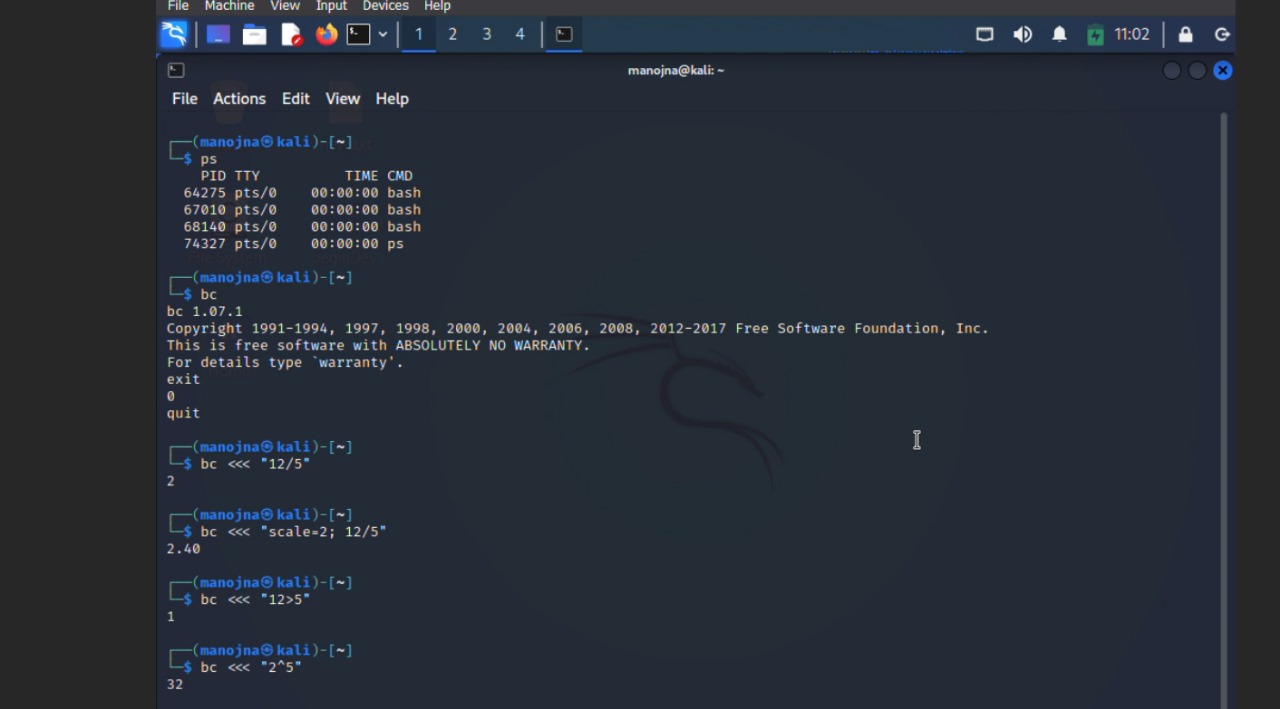 File Machine View Input Devices Help
1 2 3 4 11:02
manojna@kali: ~
File Actions Edit View Help
┌──(manojna㉿kali)-[~]
└─$ ps
PID TTY TIME CMD
64275 pts/0 00:00:00 bash
67010 pts/0 00:00:00 bash
68140 pts/0 00:00:00 bash
74327 pts/0 00:00:00 ps
┌──(manojna㉿kali)-[~]
└─$ bc
bc 1.07.1
Copyright 1991-1994, 1997, 1998, 2000, 2004, 2006, 2008, 2012-2017 Free Software Foundation, Inc.
This is free software with ABSOLUTELY NO WARRANTY.
For details type `warranty'.
exit
0
quit
┌──(manojna㉿kali)-[~]
└─$ bc <<< "12/5"
2
┌──(manojna㉿kali)-[~]
└─$ bc <<< "scale=2; 12/5"
2.40
┌──(manojna㉿kali)-[~]
└─$ bc <<< "12>5"
1
┌──(manojna㉿kali)-[~]
└─$ bc <<< "2^5"
32